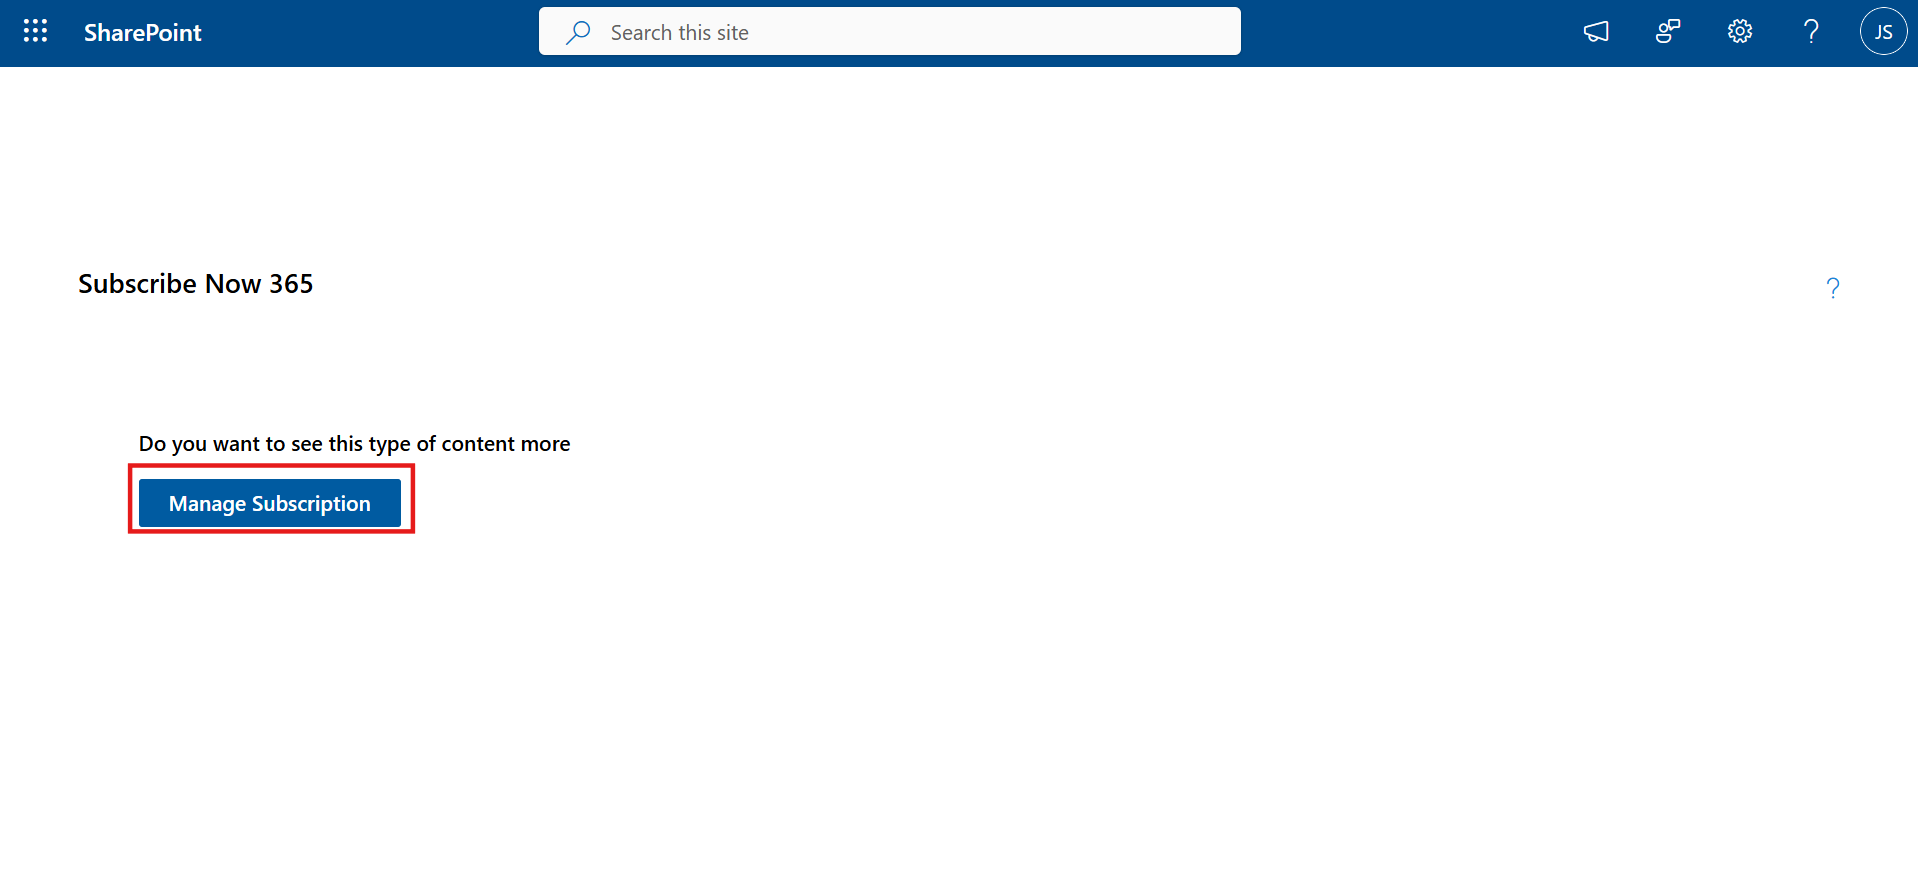 SharePoint
Search this site
JS
Subscribe Now 365
?
Do you want to see this type of content more
Manage Subscription